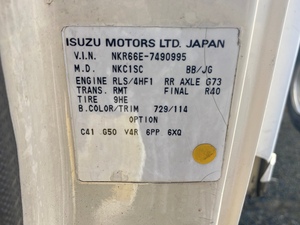 ISUZU MOTORS LTD. JAPAN
V.I.N. NKR66E-7490995
M.D. NKC1SC BB/JG
ENGINE RLS/4HF1 RR AXLE G73
TRANS. RMT FINAL R40
TIRE 9HE
B.COLOR/TRIM 729/114
OPTION
C41 G50 V4R 6PP 6XQ